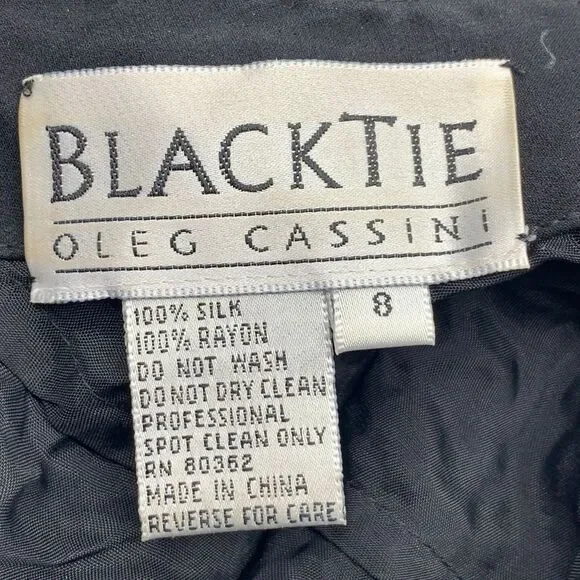 BLACKTIE
OLEG CASSINI
8
100% SILK
100% RAYON
DO NOT WASH
DO NOT DRY CLEAN
PROFESSIONAL
SPOT CLEAN ONLY
RN 80362
MADE IN CHINA
REVERSE FOR CARE